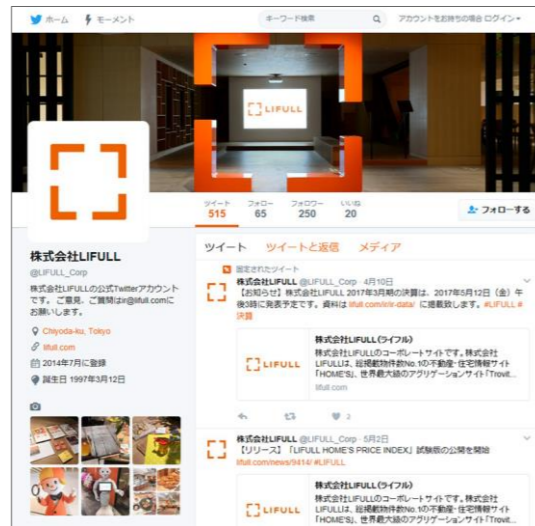 ホーム モーメント キーワード検索 アカウントをお持ちの場合 ログイン
LIFULL
ツイート フォロー フォロワー いいね
515 65 250 20
フォローする
株式会社LIFULL
@LIFULL_Corp
株式会社LIFULLの公式Twitterアカウント
です。ご意見、ご質問はir@lifull.comに
お願いします。
Chiyoda-ku, Tokyo
lifull.com
2014年7月に登録
誕生日 1997年3月12日
ツイート ツイートと返信 メディア
固定されたツイート
株式会社LIFULL @LIFULL_Corp · 4月10日
【お知らせ】株式会社LIFULL 2017年3月期の決算は、2017年5月12日（金）午
後3時に発表予定です。資料は lifull.com/ir/ir-data/ に掲載致します。#LIFULL #
決算
LIFULL
株式会社LIFULL(ライフル)
株式会社LIFULLのコーポレートサイトです。株式会社
LIFULLは、総掲載物件数No.1の不動産・住宅情報サイト
「HOME'S」、世界最大級のアグリゲーションサイト「Trovit...
lifull.com
2
株式会社LIFULL @LIFULL_Corp · 5月2日
【リリース】「LIFULL HOME'S PRICE INDEX」試験版の公開を開始
lifull.com/news/9414/ #LIFULL
LIFULL
株式会社LIFULL(ライフル)
株式会社LIFULLのコーポレートサイトです。株式会社
LIFULLは、総掲載物件数No.1の不動産・住宅情報サイト
「HOME'S」、世界最大級のアグリゲーションサイト「Trovit...